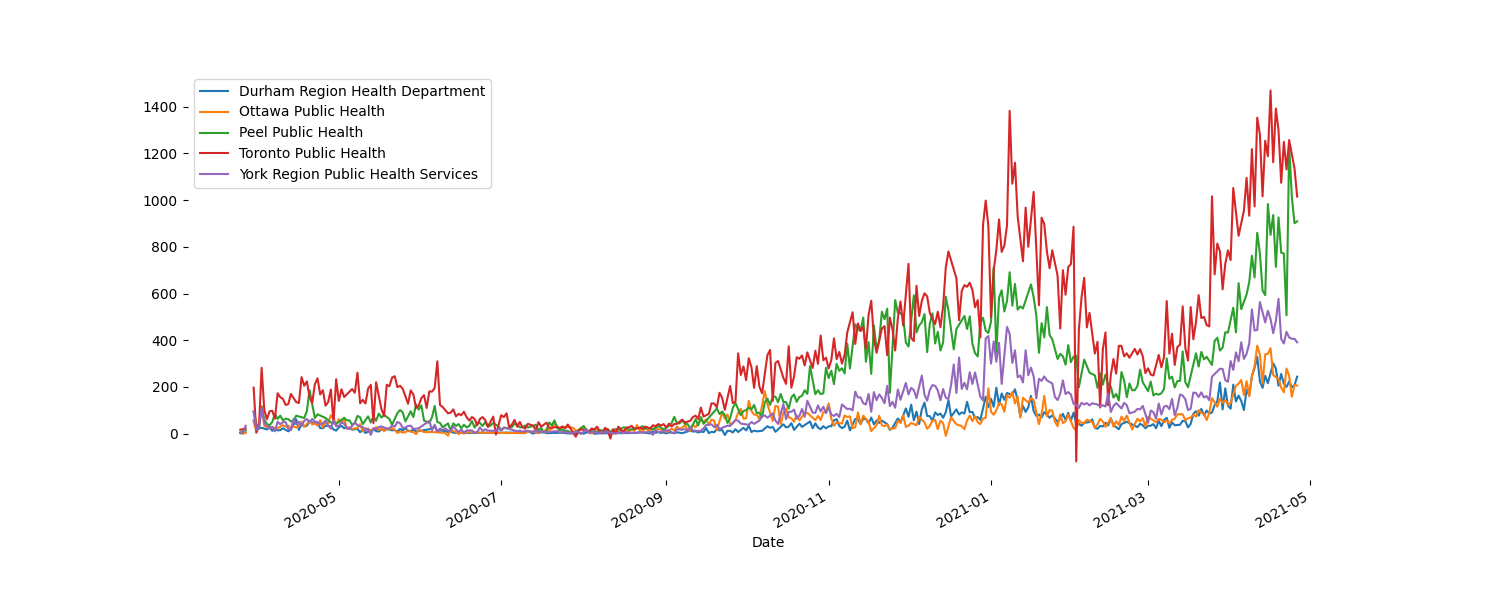 Durham Region Health Department
Ottawa Public Health
Peel Public Health
Toronto Public Health
York Region Public Health Services
1400
1200
1000
800
600
400
200
0
2020-05
2020-07
2020-09
2020-11
2021-01
2021-03
2021-05
Date